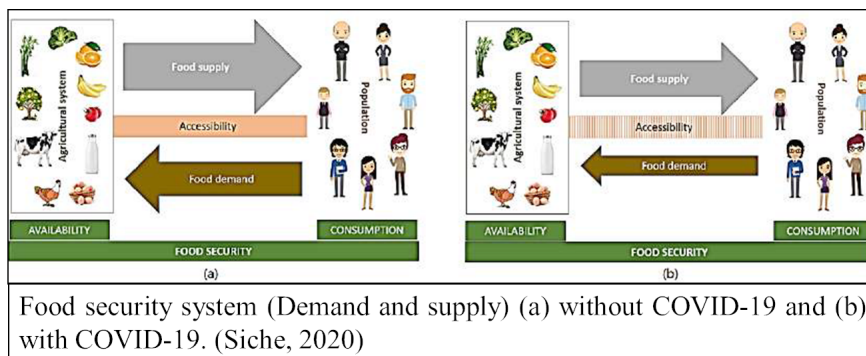 Food supply
Agricultural system
Population
Accessibility
Food demand
AVAILABILITY
CONSUMPTION
FOOD SECURITY
(a)
Food supply
Agricultural system
Population
Accessibility
Food demand
AVAILABILITY
CONSUMPTION
FOOD SECURITY
(b)
Food security system (Demand and supply) (a) without COVID-19 and (b)
with COVID-19. (Siche, 2020)